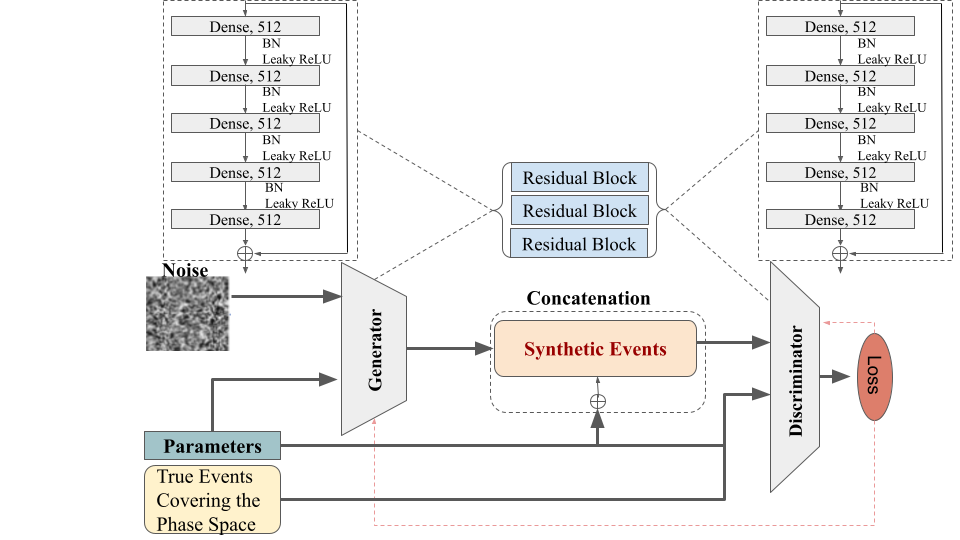 Dense, 512
BN
Leaky ReLU
Dense, 512
BN
Leaky ReLU
Dense, 512
BN
Leaky ReLU
Dense, 512
BN
Leaky ReLU
Dense, 512
Dense, 512
BN
Leaky ReLU
Dense, 512
BN
Leaky ReLU
Dense, 512
BN
Leaky ReLU
Dense, 512
BN
Leaky ReLU
Dense, 512
Residual Block
Residual Block
Residual Block
Noise
Generator
Concatenation
Synthetic Events
Discriminator
Loss
Parameters
True Events
Covering the
Phase Space